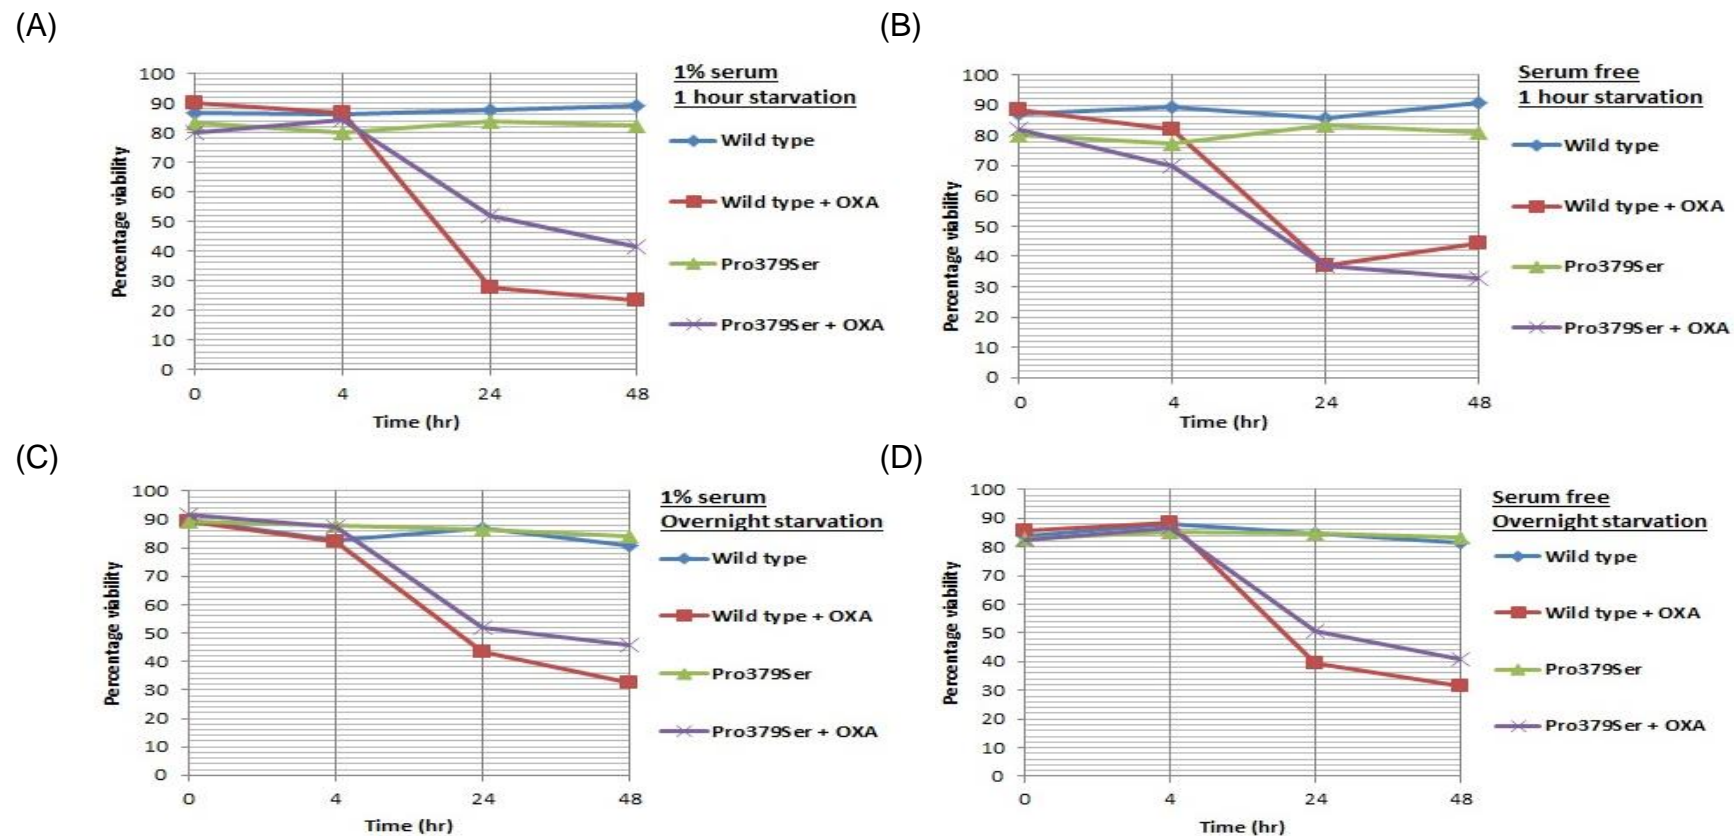 (A)
100
90
80
70
60
50
40
30
20
10
0
Percentage viability
0 4 24 48
Time (hr)
1% serum
1 hour starvation
Wild type
Wild type + OXA
Pro379Ser
Pro379Ser + OXA
(B)
100
90
80
70
60
50
40
30
20
10
0
Percentage viability
0 4 24 48
Time (hr)
Serum free
1 hour starvation
Wild type
Wild type + OXA
Pro379Ser
Pro379Ser + OXA
(C)
100
90
80
70
60
50
40
30
20
10
0
Percentage viability
0 4 24 48
Time (hr)
1% serum
Overnight starvation
Wild type
Wild type + OXA
Pro379Ser
Pro379Ser + OXA
(D)
100
90
80
70
60
50
40
30
20
10
0
Percentage viability
0 4 24 48
Time (hr)
Serum free
Overnight starvation
Wild type
Wild type + OXA
Pro379Ser
Pro379Ser + OXA